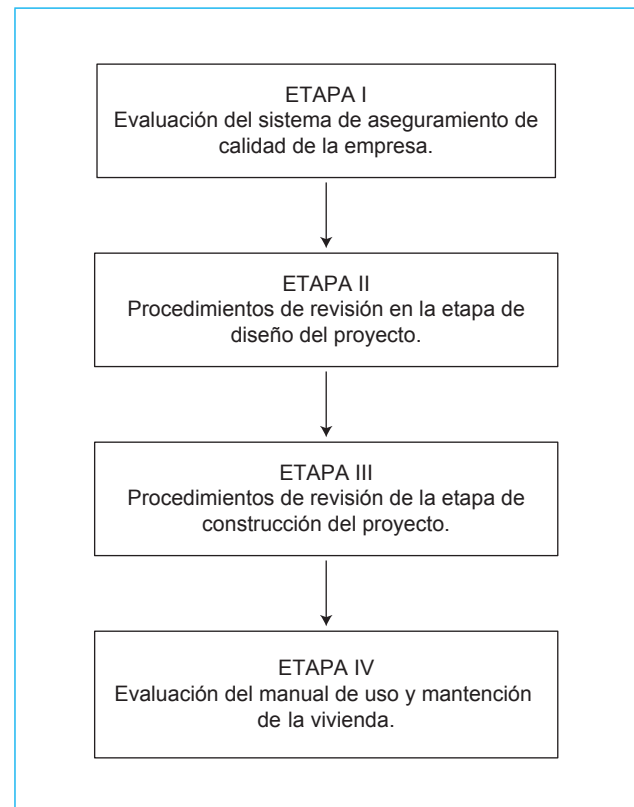 ETAPA I
Evaluación del sistema de aseguramiento de
calidad de la empresa.
ETAPA II
Procedimientos de revisión en la etapa de
diseño del proyecto.
ETAPA III
Procedimientos de revisión de la etapa de
construcción del proyecto.
ETAPA IV
Evaluación del manual de uso y mantención
de la vivienda.